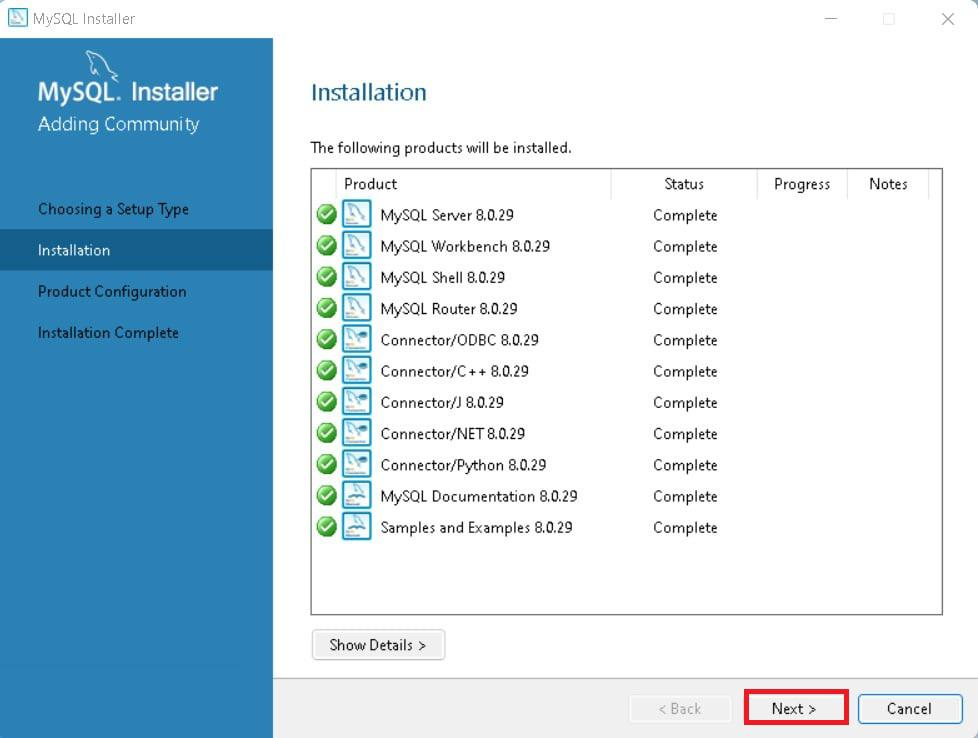 MySQL Installer
MySQL. Installer
Adding Community
Choosing a Setup Type
Installation
Product Configuration
Installation Complete
Installation
The following products will be installed.
Product Status Progress Notes
MySQL Server 8.0.29 Complete
MySQL Workbench 8.0.29 Complete
MySQL Shell 8.0.29 Complete
MySQL Router 8.0.29 Complete
Connector/ODBC 8.0.29 Complete
Connector/C++ 8.0.29 Complete
Connector/J 8.0.29 Complete
Connector/NET 8.0.29 Complete
Connector/Python 8.0.29 Complete
MySQL Documentation 8.0.29 Complete
Samples and Examples 8.0.29 Complete
Show Details >
< Back Next > Cancel